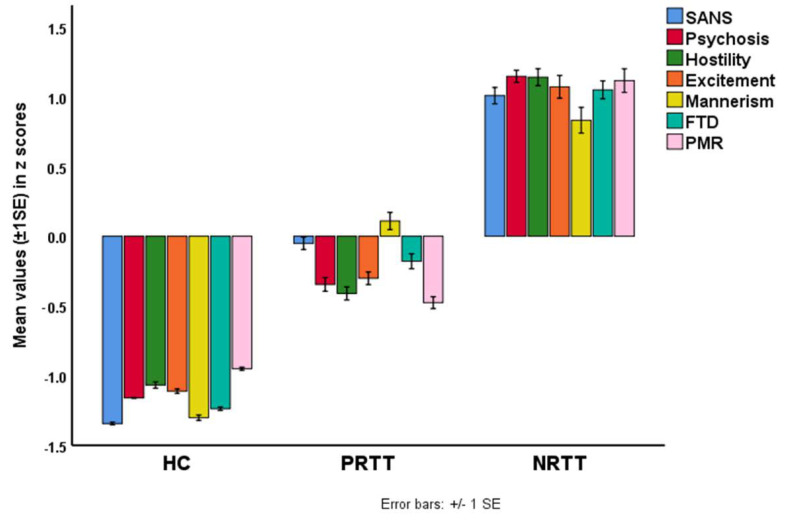 Mean values (±1SE) in z scores
1.5
1.0
0.5
0.0
-0.5
-1.0
-1.5
HC PRTT NRTT
SANS
Psychosis
Hostility
Excitement
Mannerism
FTD
PMR
Error bars: +/- 1 SE